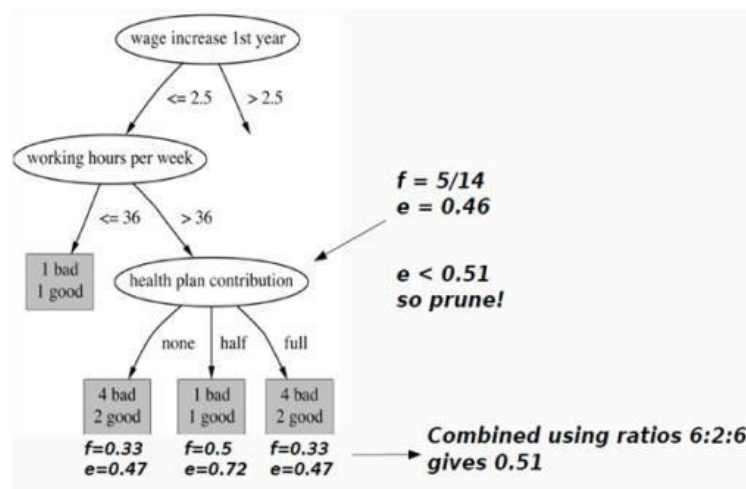 wage increase 1st year
<= 2.5
> 2.5
working hours per week
f = 5/14
e = 0.46
<= 36
> 36
1 bad
1 good
health plan contribution
e < 0.51
so prune!
none
half
full
4 bad
2 good
1 bad
1 good
4 bad
2 good
f=0.33
e=0.47
f=0.5
e=0.72
f=0.33
e=0.47
Combined using ratios 6:2:6
gives 0.51